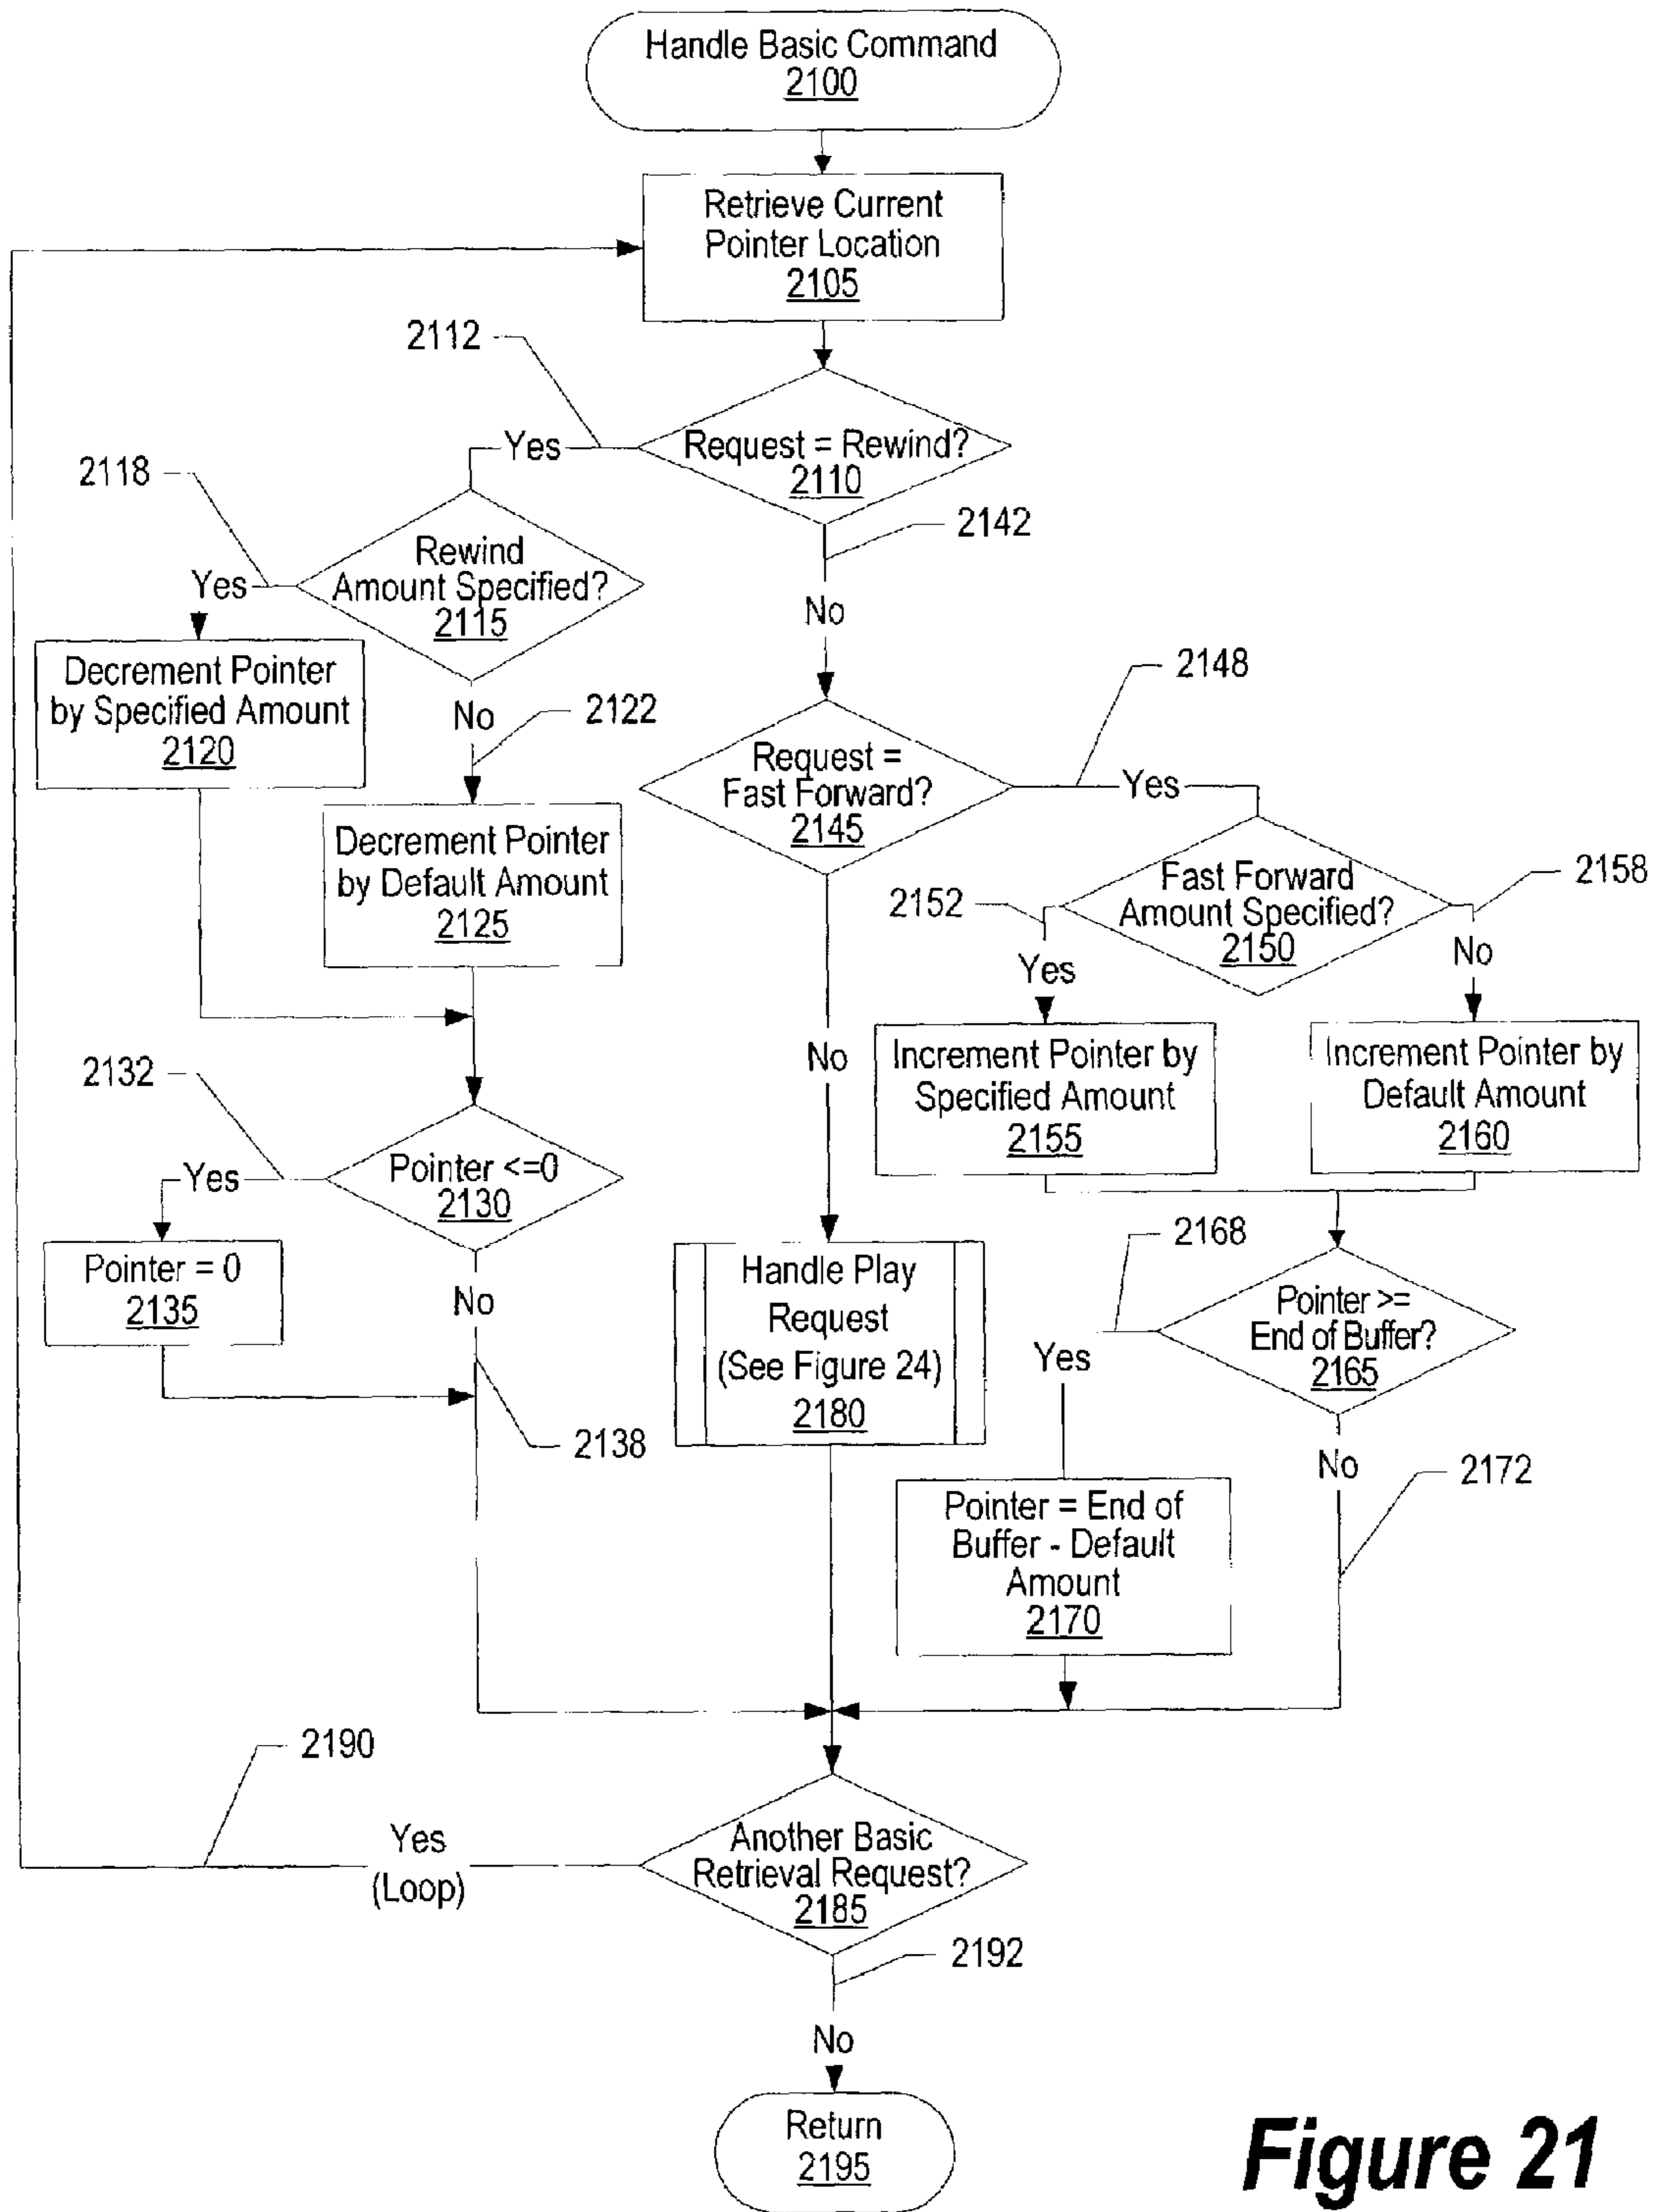 Handle Basic Command
2100
Retrieve Current
Pointer Location
2105
2112
Yes
Request = Rewind?
2110
2142
No
2118
Yes
Rewind
Amount Specified?
2115
Decrement Pointer
by Specified Amount
2120
No
2122
Decrement Pointer
by Default Amount
2125
2148
Request =
Fast Forward?
2145
Yes
2152
Fast Forward
Amount Specified?
2150
2158
Yes
No
No
Increment Pointer by
Specified Amount
2155
Increment Pointer by
Default Amount
2160
2132
Yes
Pointer <=0
2130
Pointer = 0
2135
No
2138
Handle Play
Request
(See Figure 24)
2180
2168
Yes
Pointer >=
End of Buffer?
2165
No
2172
Pointer = End of
Buffer - Default
Amount
2170
2190
Yes
(Loop)
Another Basic
Retrieval Request?
2185
2192
No
Return
2195
Figure 21